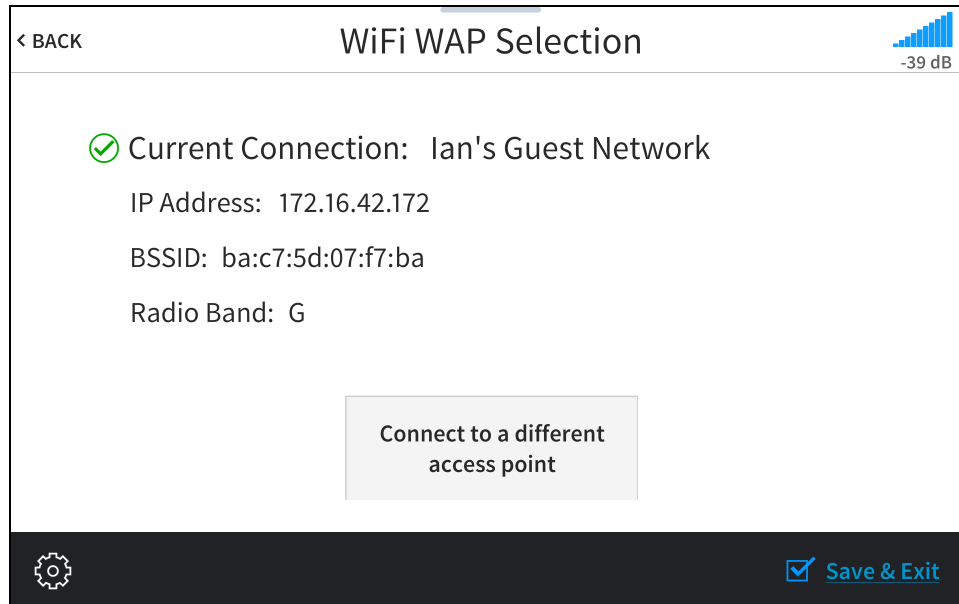 < BACK
WiFi WAP Selection
-39 dB
Current Connection: Ian's Guest Network
IP Address: 172.16.42.172
BSSID: ba:c7:5d:07:f7:ba
Radio Band: G
Connect to a different
access point
Save & Exit